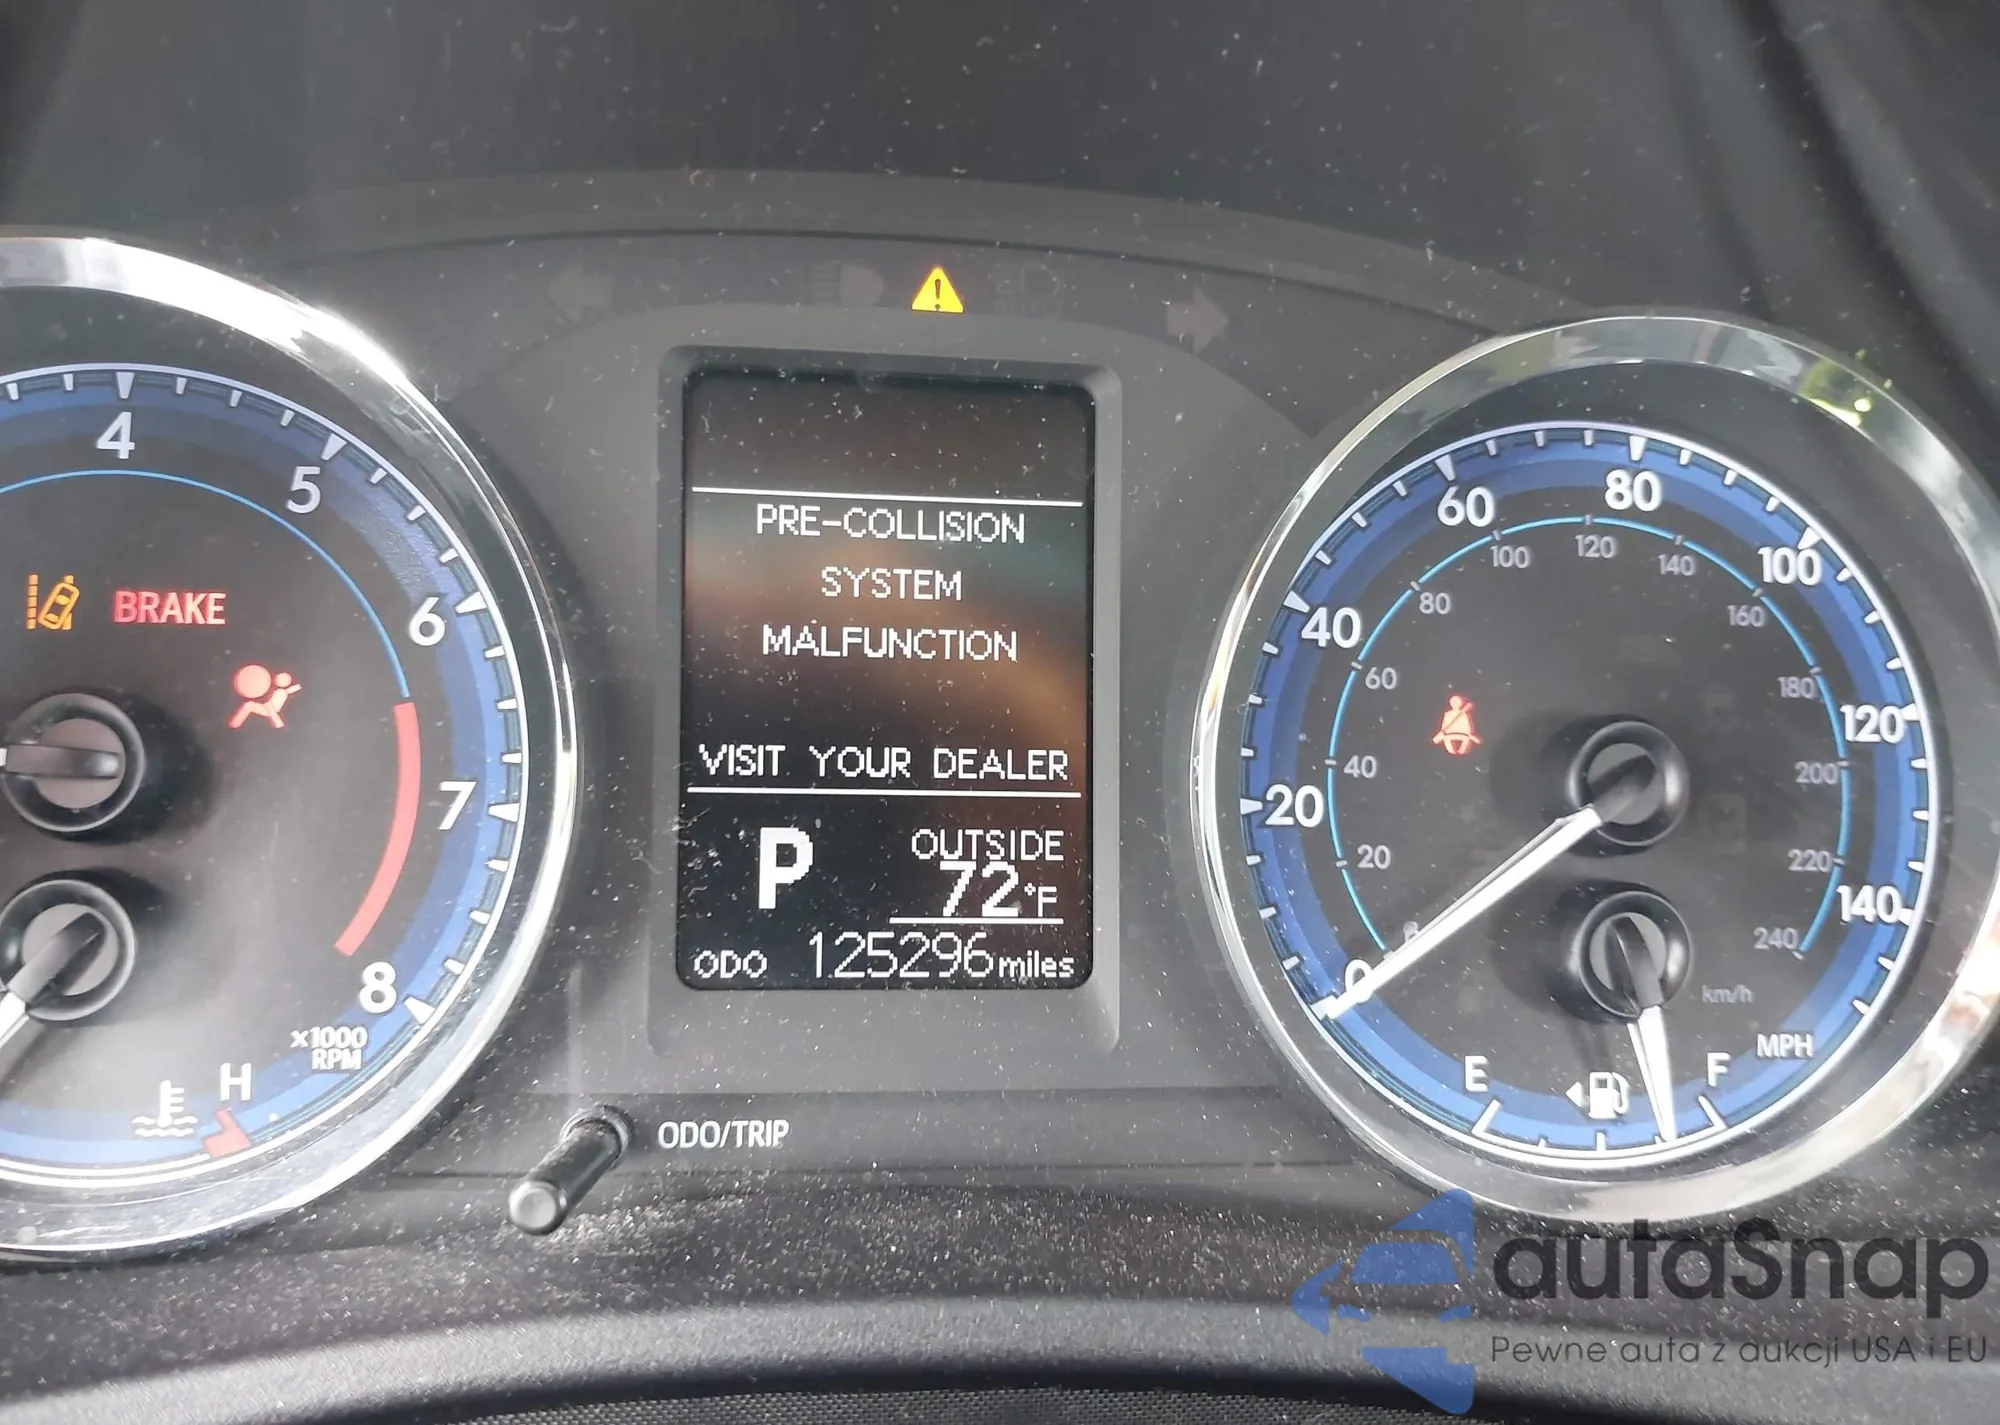 4
5
6
7
8
x1000
RPM
H
BRAKE
PRE-COLLISION
SYSTEM
MALFUNCTION
VISIT YOUR DEALER
P
OUTSIDE
72°F
ODO 125296 miles
ODO/TRIP
0
20
40
60
80
100
120
140
MPH
20
40
60
80
100
120
140
160
180
200
220
240
km/h
E
F
autaSnap
Pewne auta z aukcji USA i EU